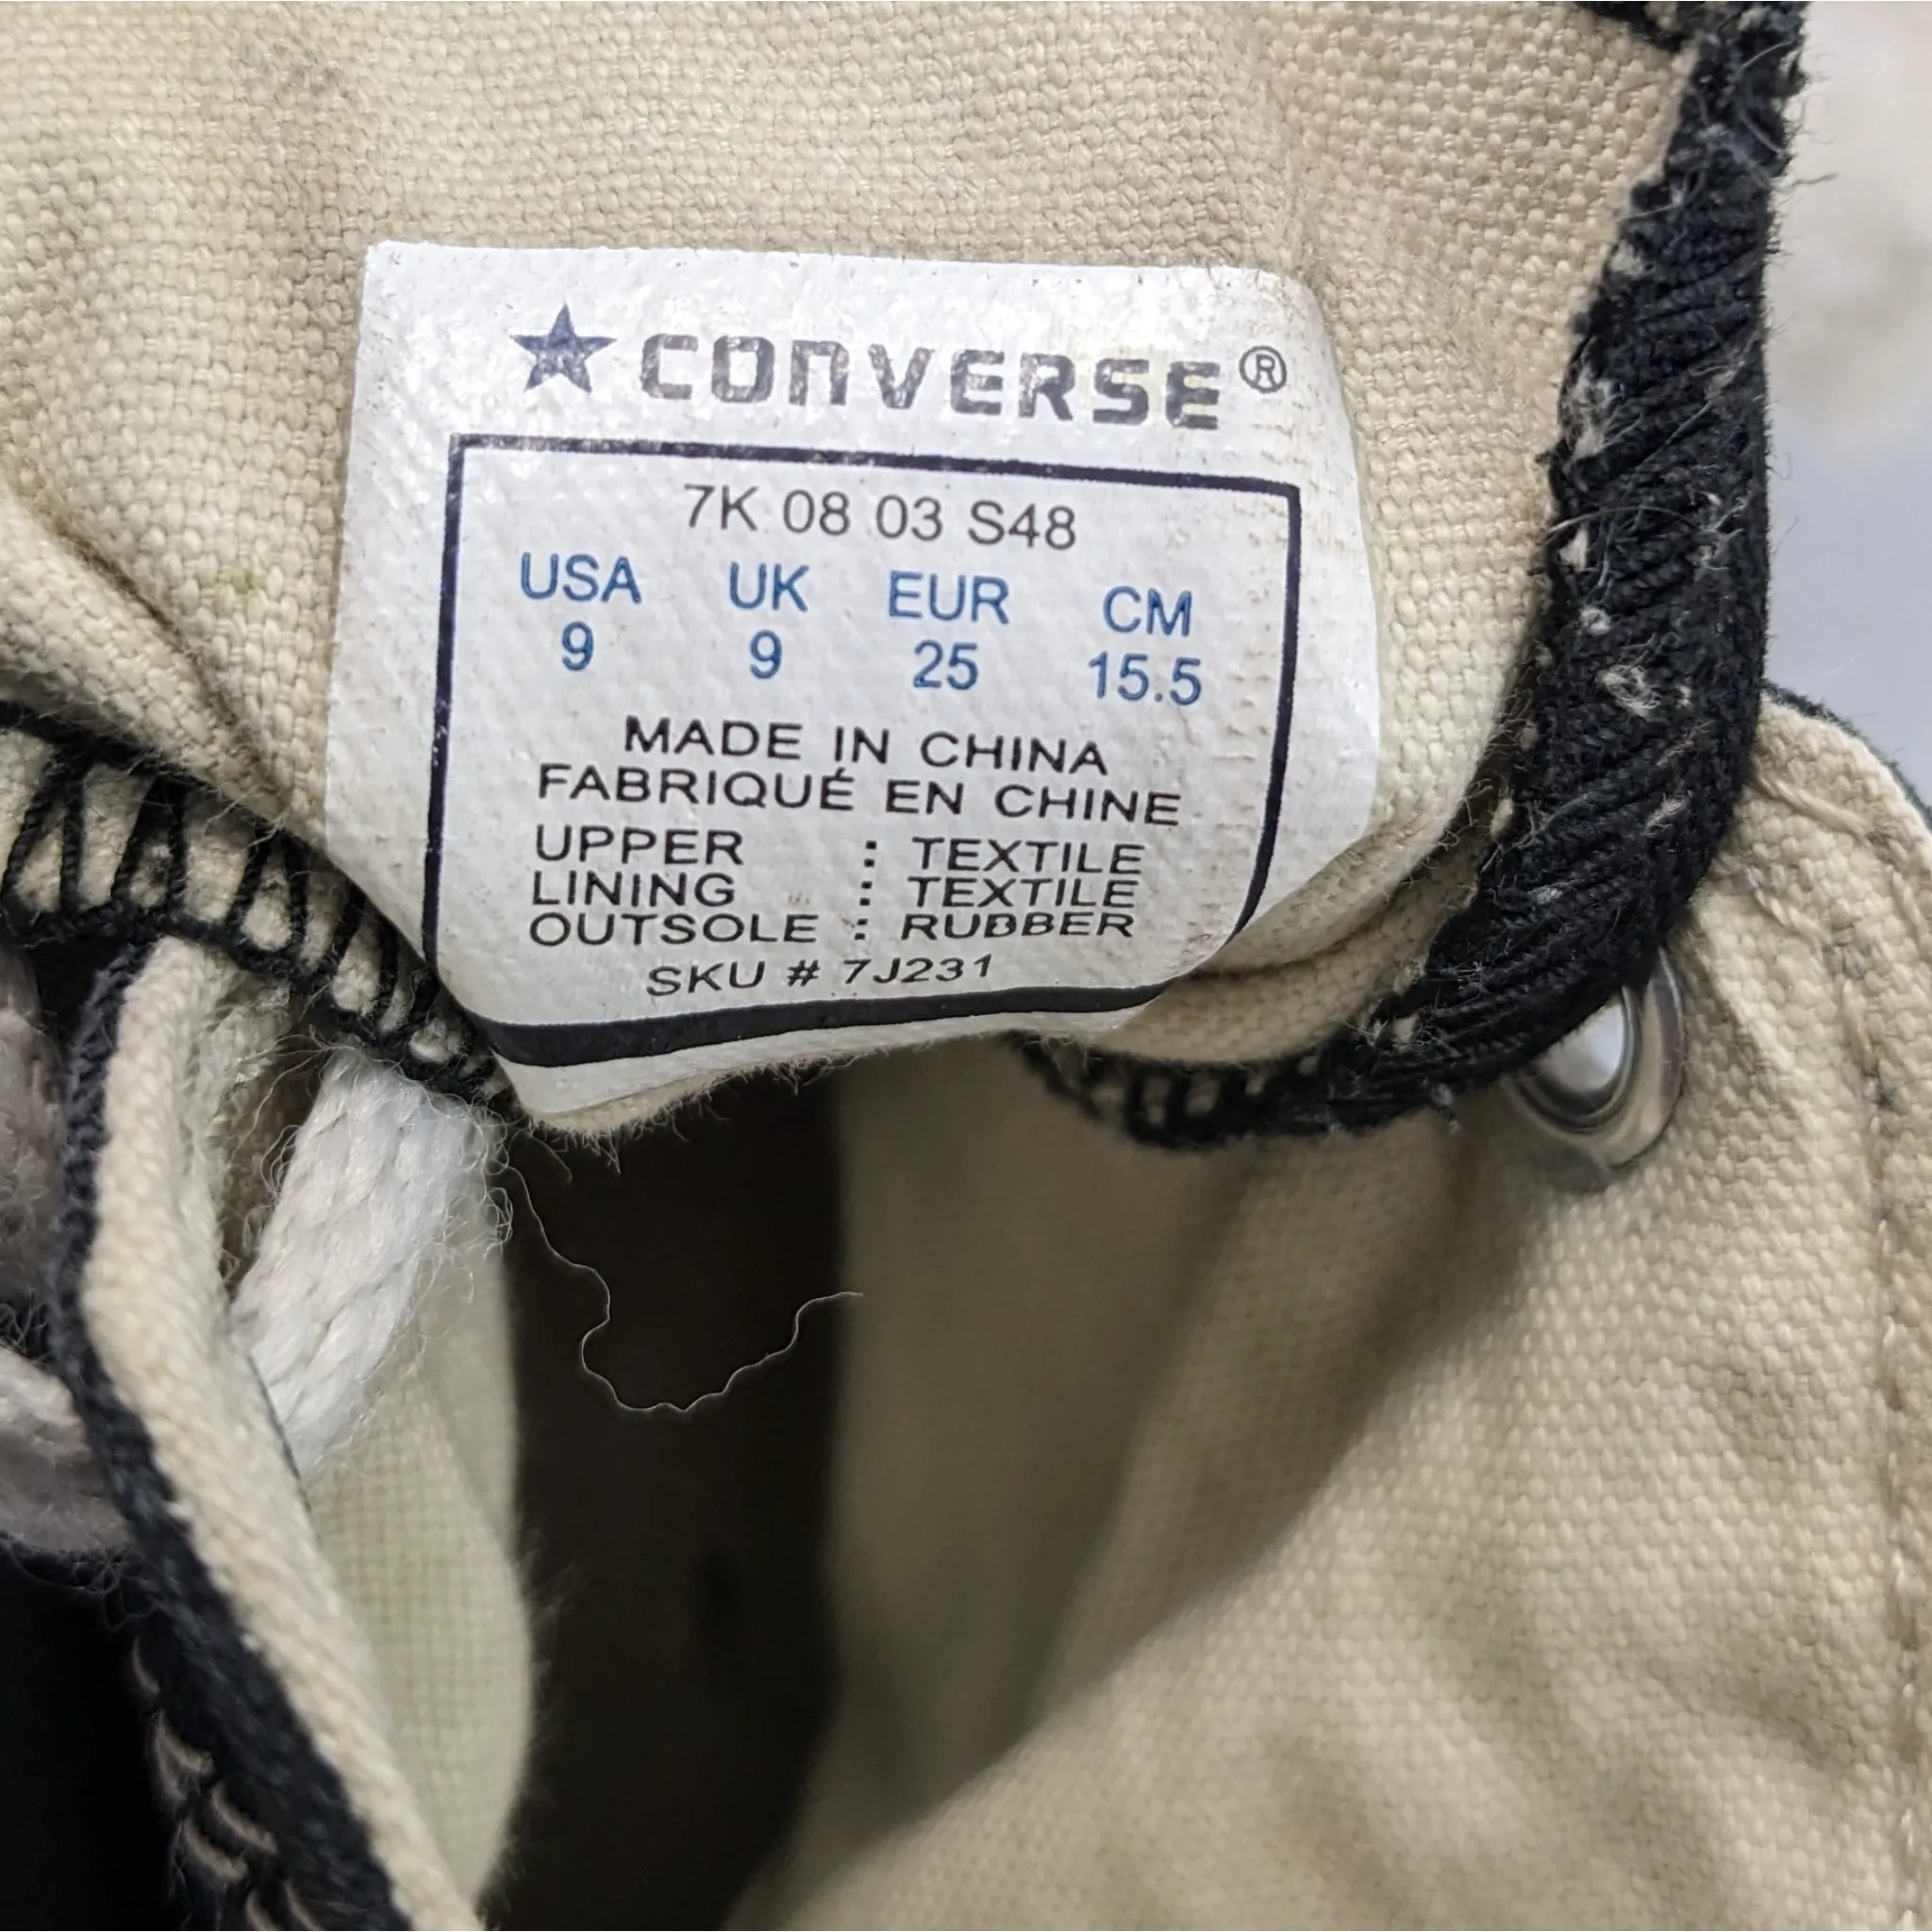 CONVERSE®
7K 08 03 S48
USA UK EUR CM
9 9 25 15.5
MADE IN CHINA
FABRIQUÉ EN CHINE
UPPER : TEXTILE
LINING : TEXTILE
OUTSOLE : RUBBER
SKU # 7J231